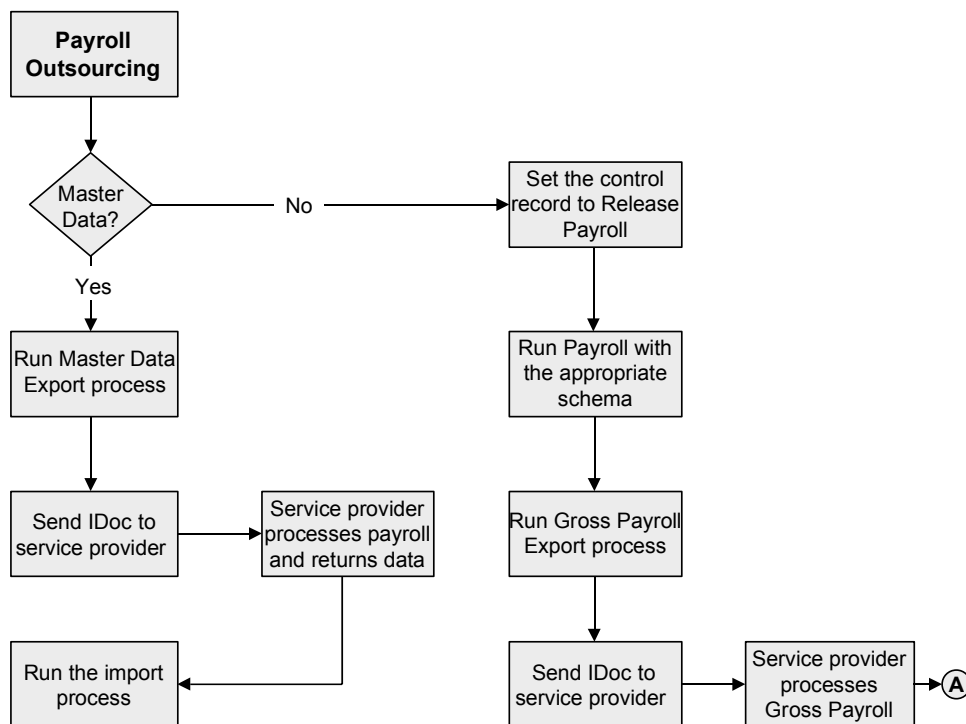 Payroll
Outsourcing
Master
Data?
No
Set the control
record to Release
Payroll
Yes
Run Master Data
Export process
Run Payroll with
the appropriate
schema
Send IDoc to
service provider
Service provider
processes payroll
and returns data
Run Gross Payroll
Export process
Run the import
process
Send IDoc to
service provider
Service provider
processes
Gross Payroll
A